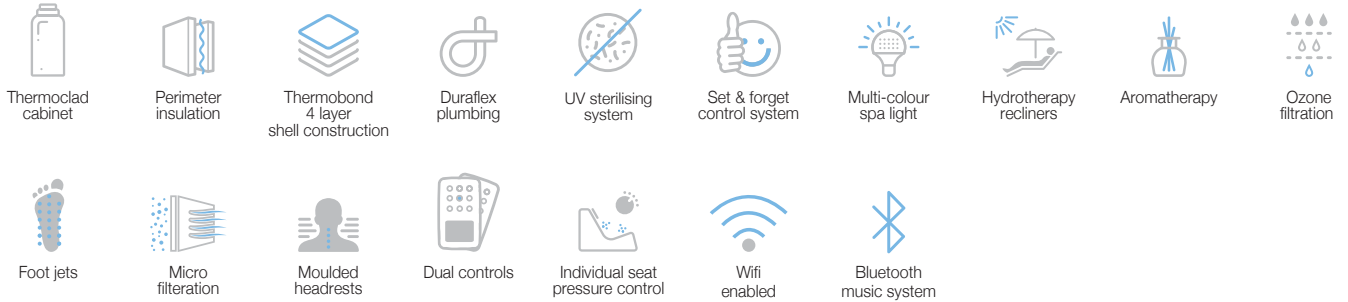 Thermoclad
cabinet
Perimeter
insulation
Thermobond
4 layer
shell construction
Duraflex
plumbing
UV sterilising
system
Set & forget
control system
Multi-colour
spa light
Hydrotherapy
recliners
Aromatherapy
Ozone
filtration
Foot jets
Micro
filteration
Moulded
headrests
Dual controls
Individual seat
pressure control
Wifi
enabled
Bluetooth
music system